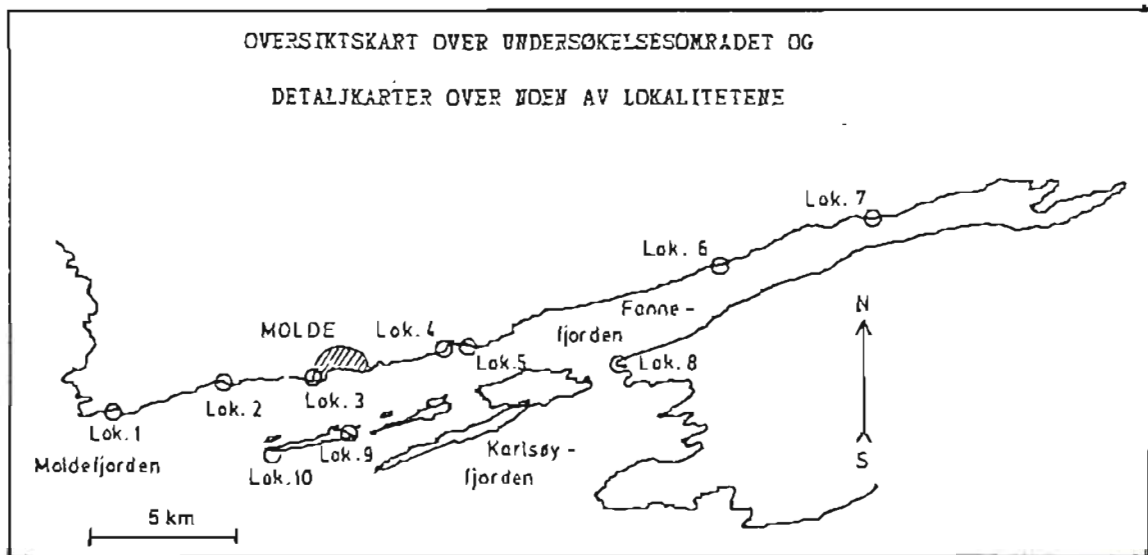 OVERSIKTSKART OVER UNDERSØKELSESOMRÅDET OG
DETALJKARTER OVER NOEN AV LOKALITETENE
Lok. 7
Lok. 6
N
Fanne-
fjorden
MOLDE
Lok. 4
Lok. 5
Lok. 8
Lok. 3
Lok. 2
Lok. 1
Lok. 9
Lok. 10
Karlsøy-
fjorden
S
Moldefjorden
5 km